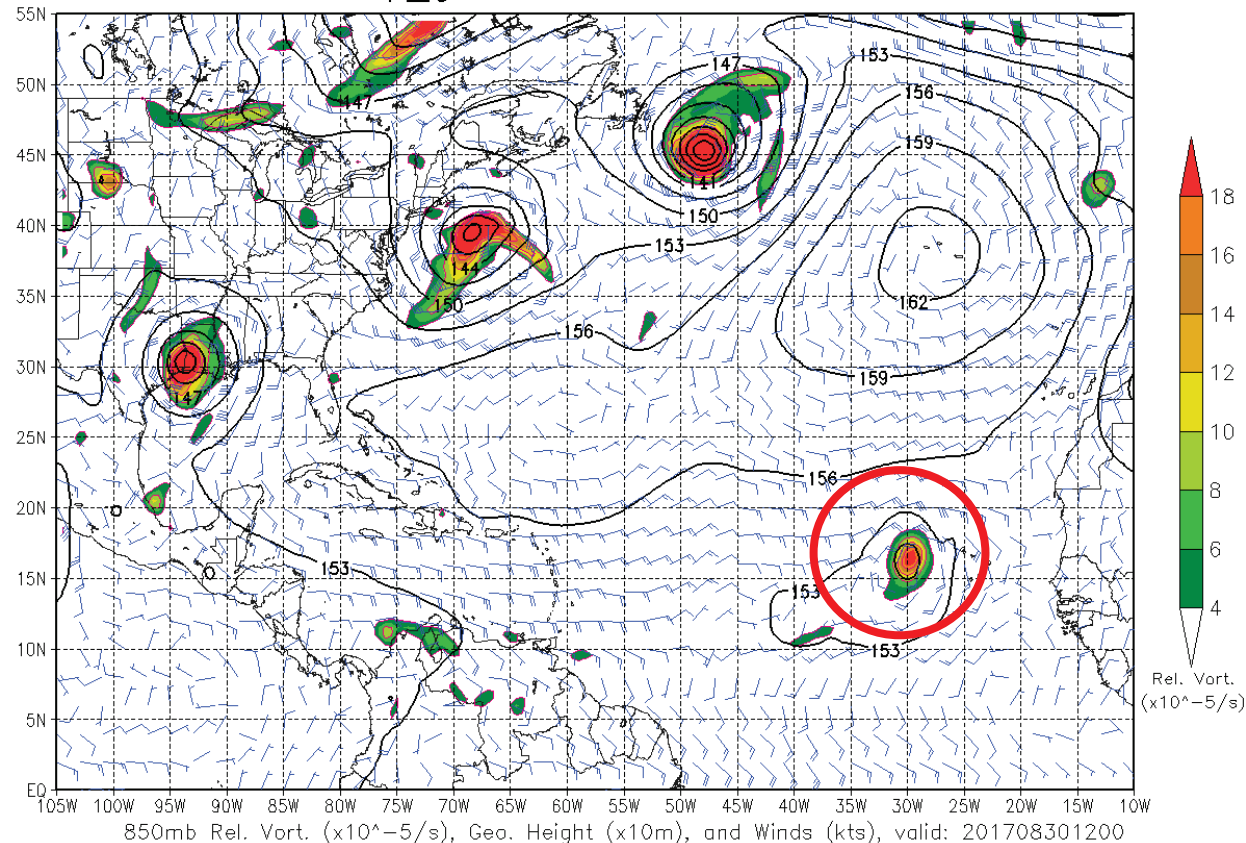 55N
50N
45N
40N
35N
30N
25N
20N
15N
10N
5N
EQ
105W 100W 95W 90W 85W 80W 75W 70W 65W 60W 55W 50W 45W 40W 35W 30W 25W 20W 15W 10W
147
147
153
156
159
141
150
153
144
150
162
156
159
147
156
153
153
153
18
16
14
12
10
8
6
4
Rel. Vort.
(x10^-5/s)
850mb Rel. Vort. (x10^-5/s), Geo. Height (x10m), and Winds (kts), valid: 201708301200